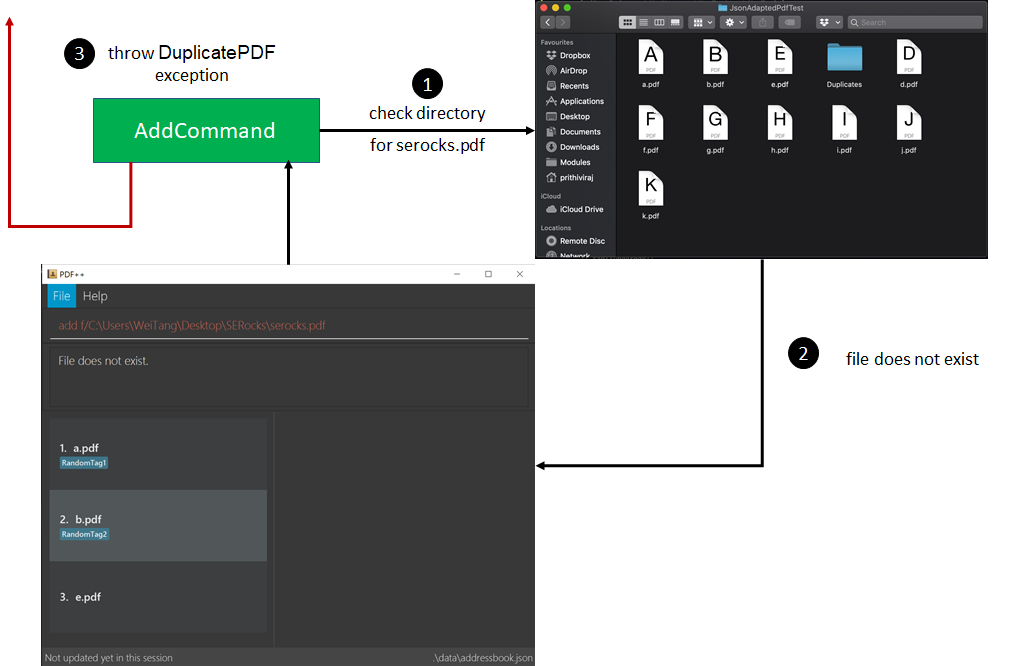 3
throw DuplicatePDF
exception
AddCommand
1
check directory
for serocks.pdf
JsonAdaptedPdfTest
Search
Favourites
Dropbox
AirDrop
Recents
Applications
Desktop
Documents
Downloads
Modules
prithiviraj
iCloud
iCloud Drive
Locations
Remote Disc
Network
A
PDF
a.pdf
B
PDF
b.pdf
E
PDF
e.pdf
Duplicates
D
PDF
d.pdf
F
PDF
f.pdf
G
PDF
g.pdf
H
PDF
h.pdf
I
PDF
i.pdf
J
PDF
j.pdf
K
PDF
k.pdf
2
file does not exist
PDF++
File Help
add f/C:\Users\WeiTang\Desktop\SERocks\serocks.pdf
File does not exist.
1. a.pdf
RandomTag1
2. b.pdf
RandomTag2
3. e.pdf
Not updated yet in this session
.\data\addressbook.json